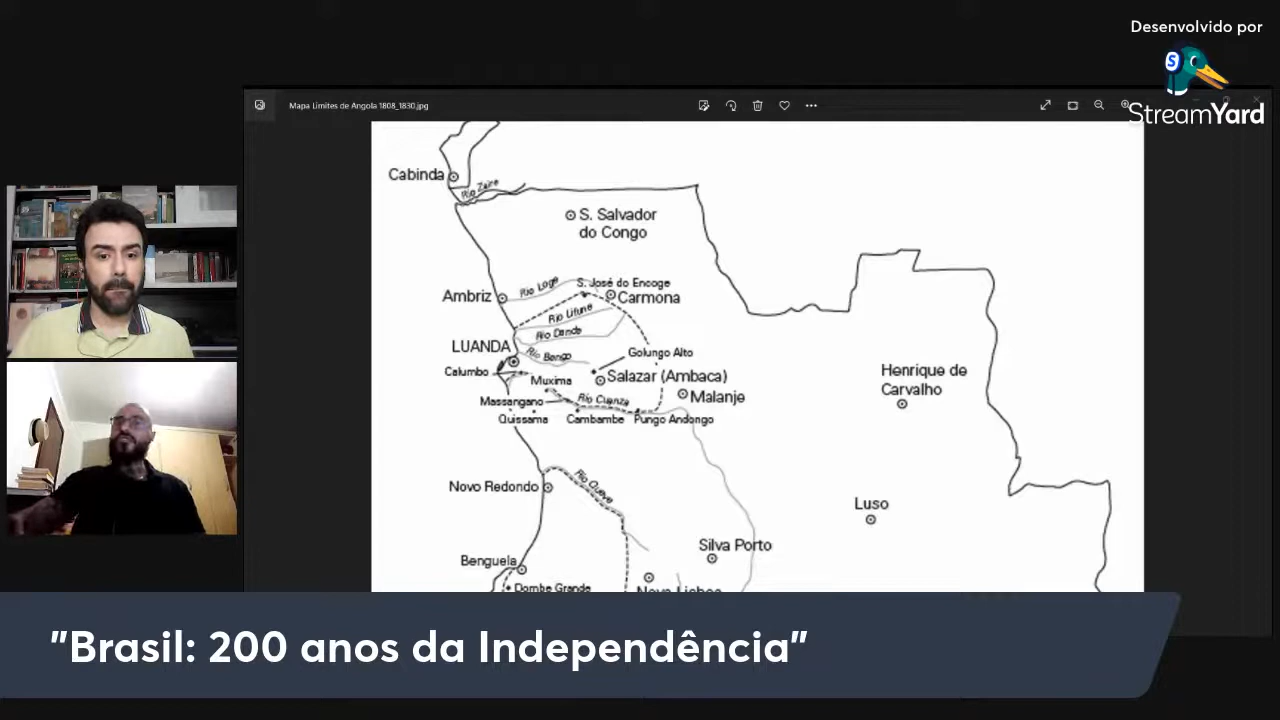 Desenvolvido por
StreamYard
Mapa Limites de Angola 1808_1830.jpg
Cabinda
Rio Zaire
S. Salvador
do Congo
Rio Loge
S. José do Encoge
Ambriz
Carmona
Rio Lifune
Rio Dande
LUANDA
Rio Bengo
Golungo Alto
Calumbo
Muxima
Salazar (Ambaca)
Malanje
Massangano
Rio Cuanza
Quissama
Cambambe
Pungo Andongo
Henrique de
Carvalho
Novo Redondo
Rio Cueve
Luso
Silva Porto
Benguela
Dombe Grande
Nova Lisboa
"Brasil: 200 anos da Independência"